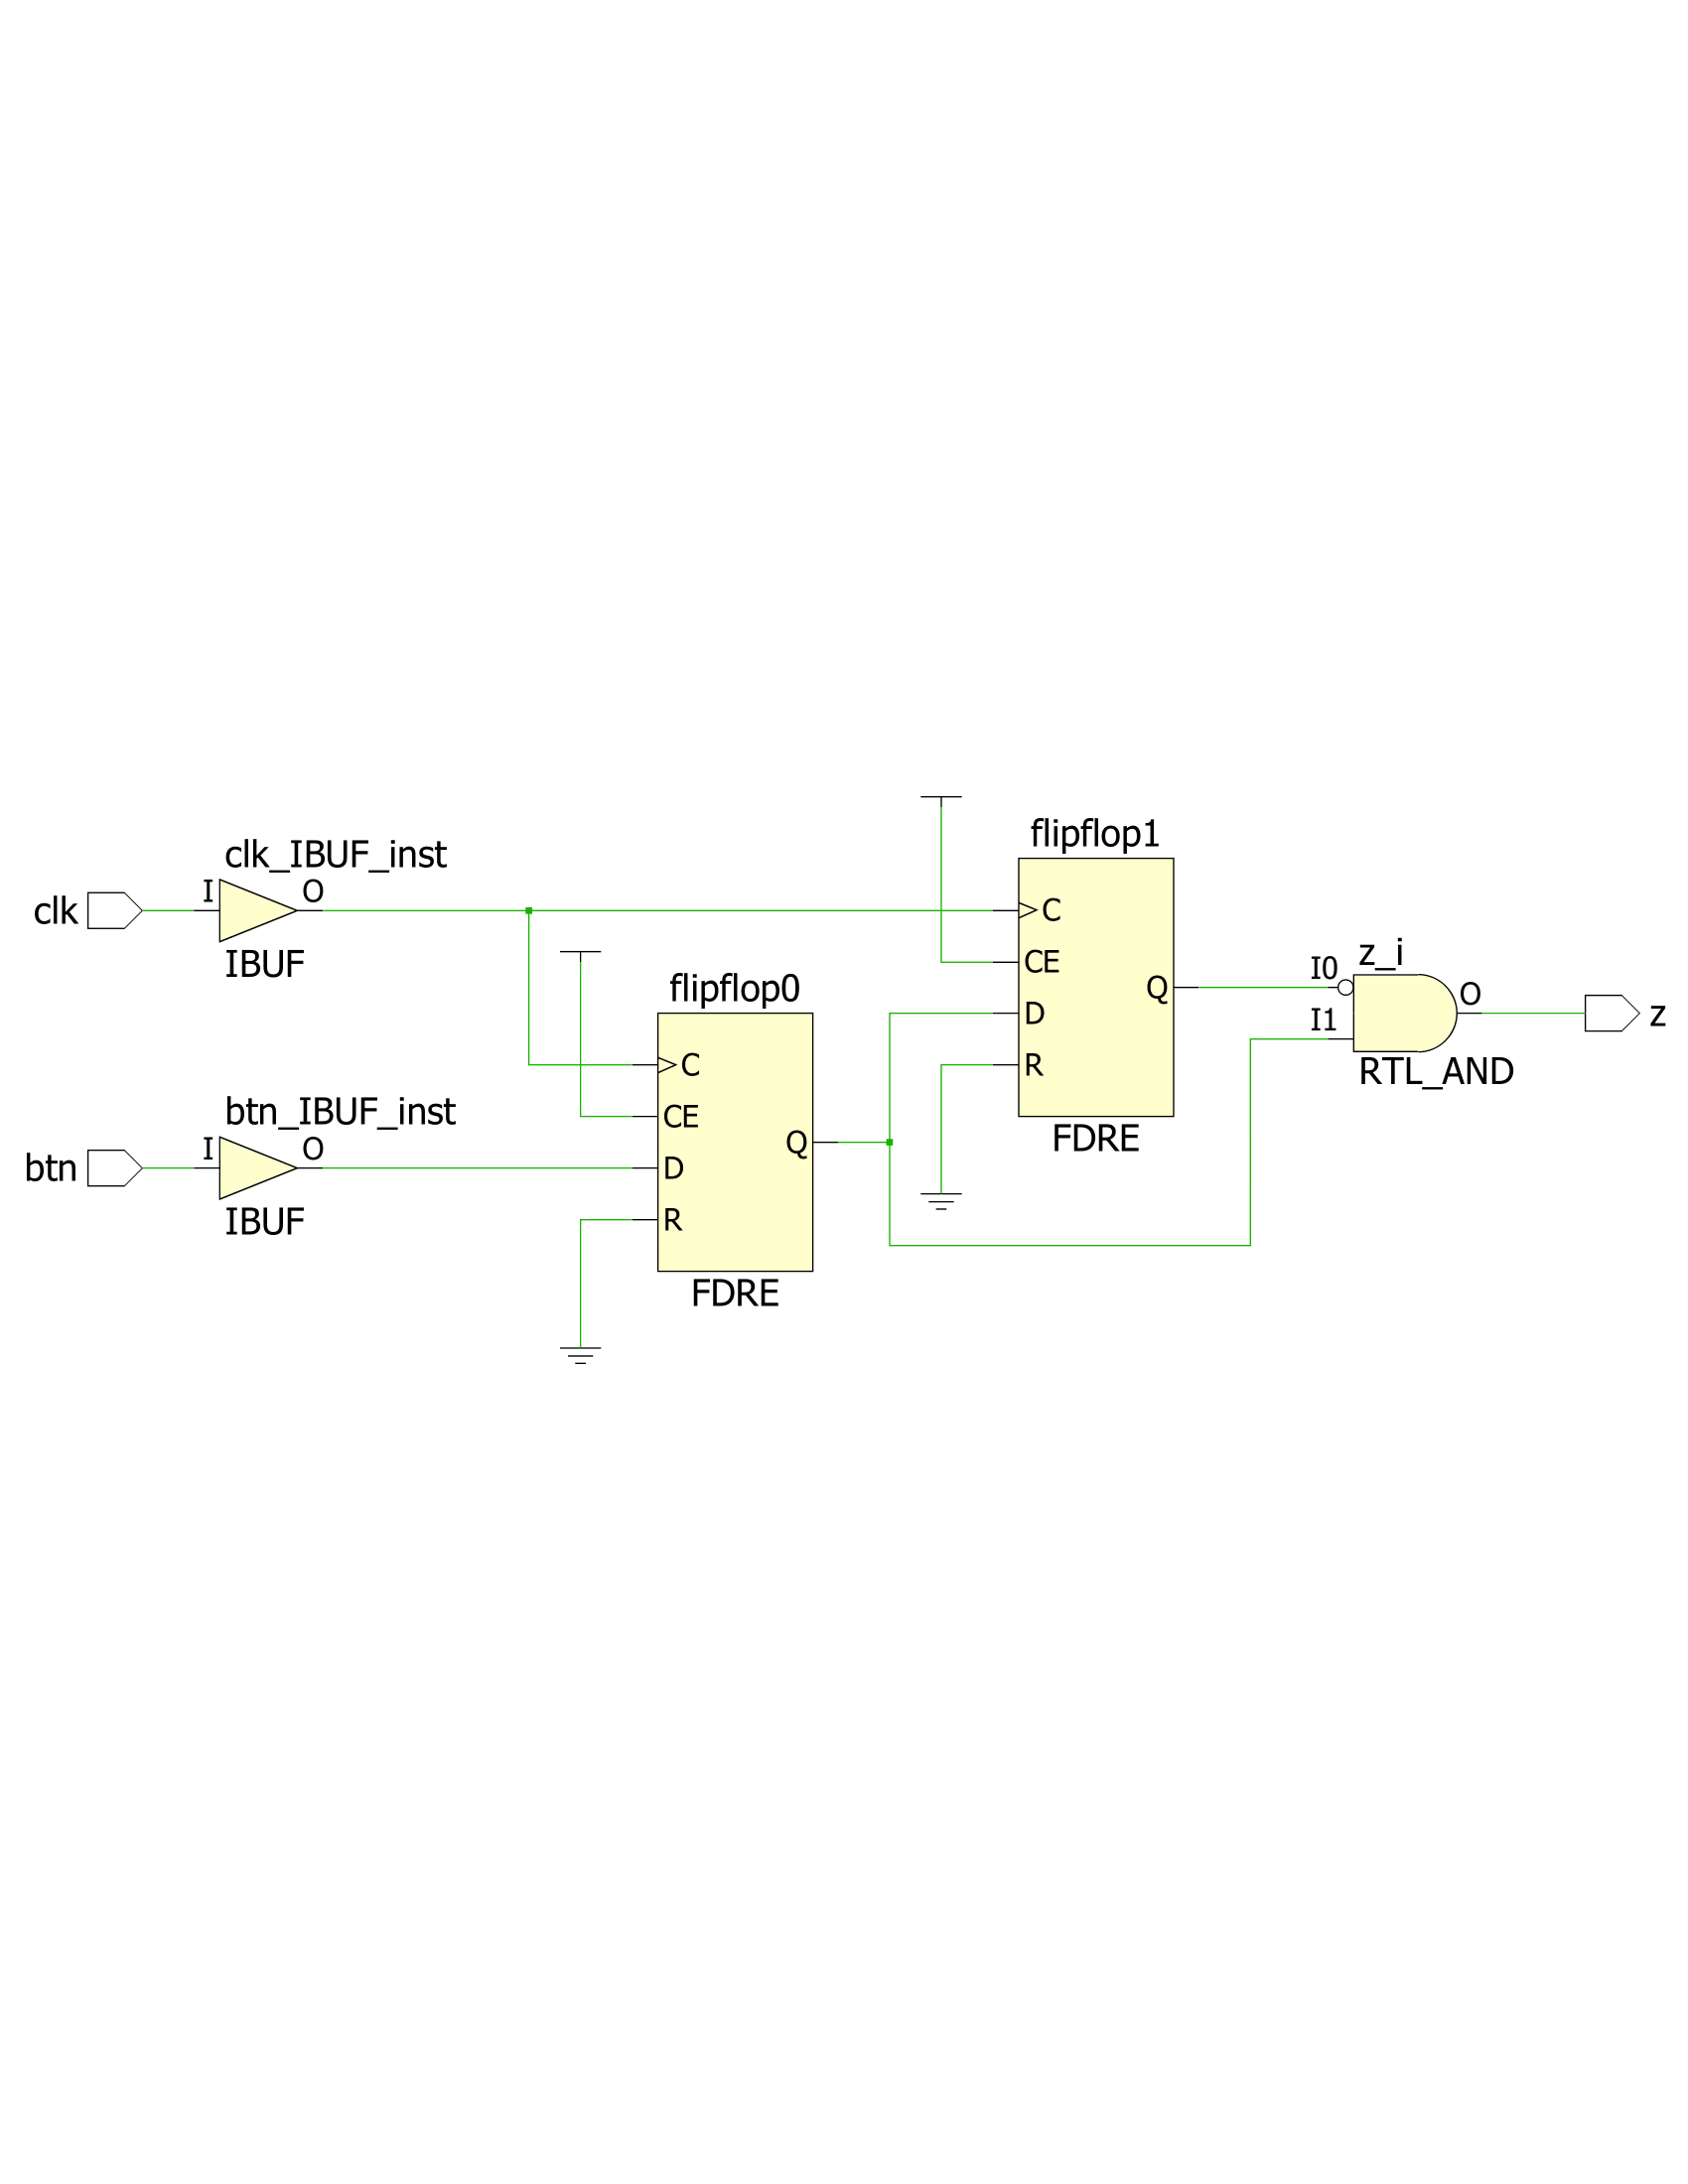 clk
I
clk_IBUF_inst
O
IBUF
btn
I
btn_IBUF_inst
O
IBUF
flipflop0
C
CE
D
R
Q
FDRE
flipflop1
C
CE
D
R
Q
FDRE
I0
I1
z_i
O
RTL_AND
z